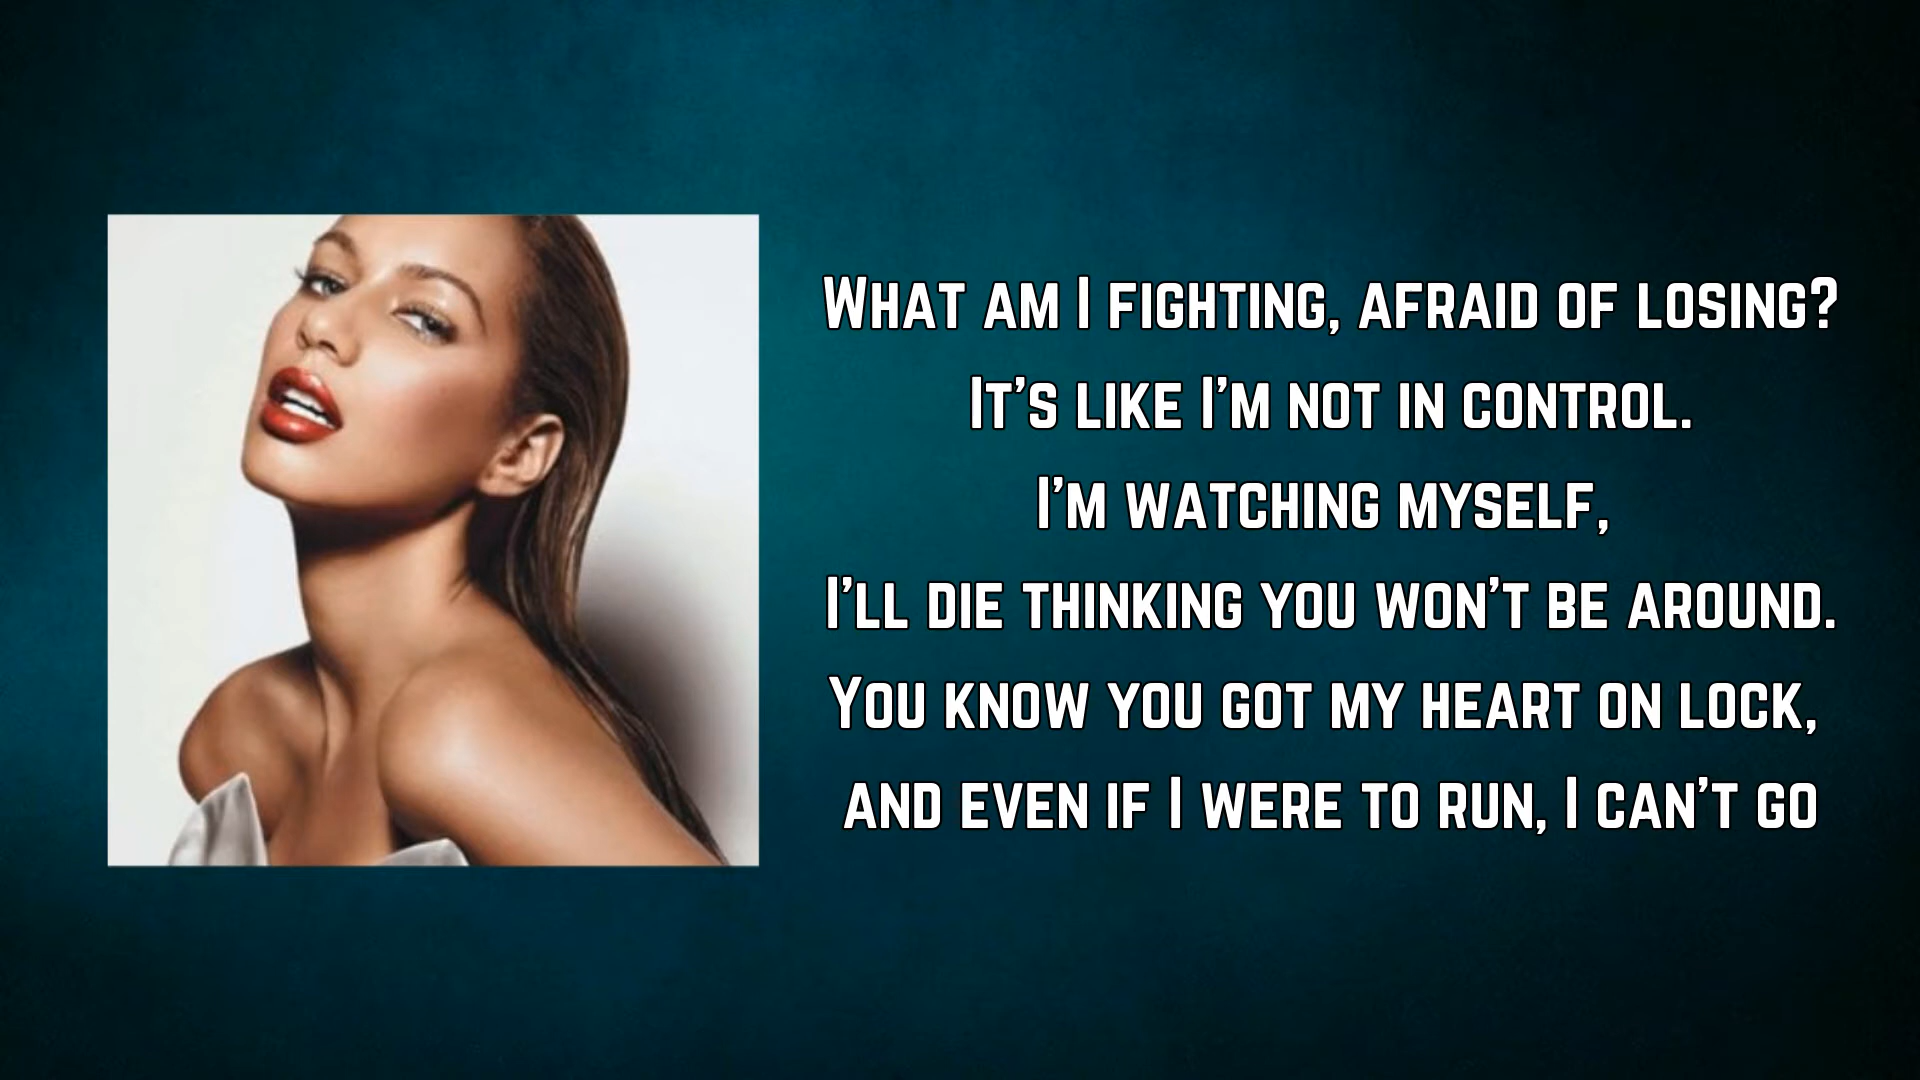 What am I fighting, afraid of losing?
It's like I'm not in control.
I'm watching myself,
I'll die thinking you won't be around.
You know you got my heart on lock,
and even if I were to run, I can't go